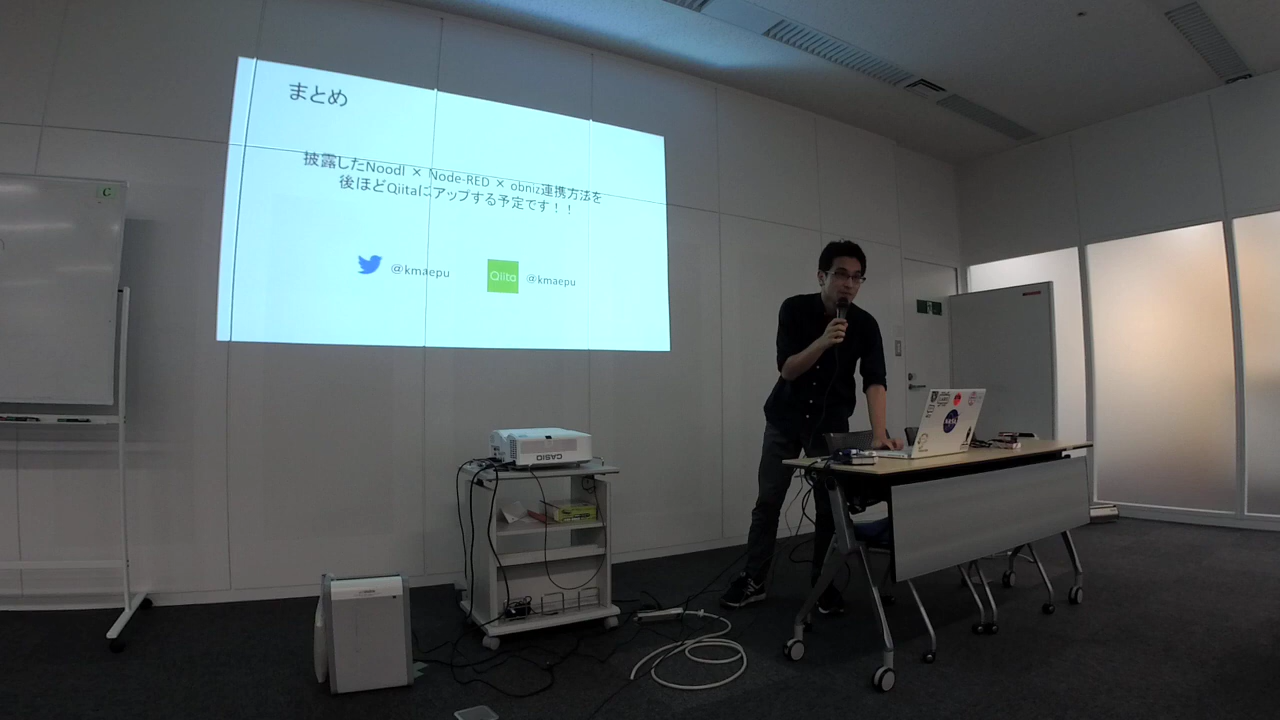 まとめ
披露したNoodl × Node-RED × obniz連携方法を
後ほどQiitaにアップする予定です！！
@kmaepu
Qiita
@kmaepu
C
CASIO
NASA